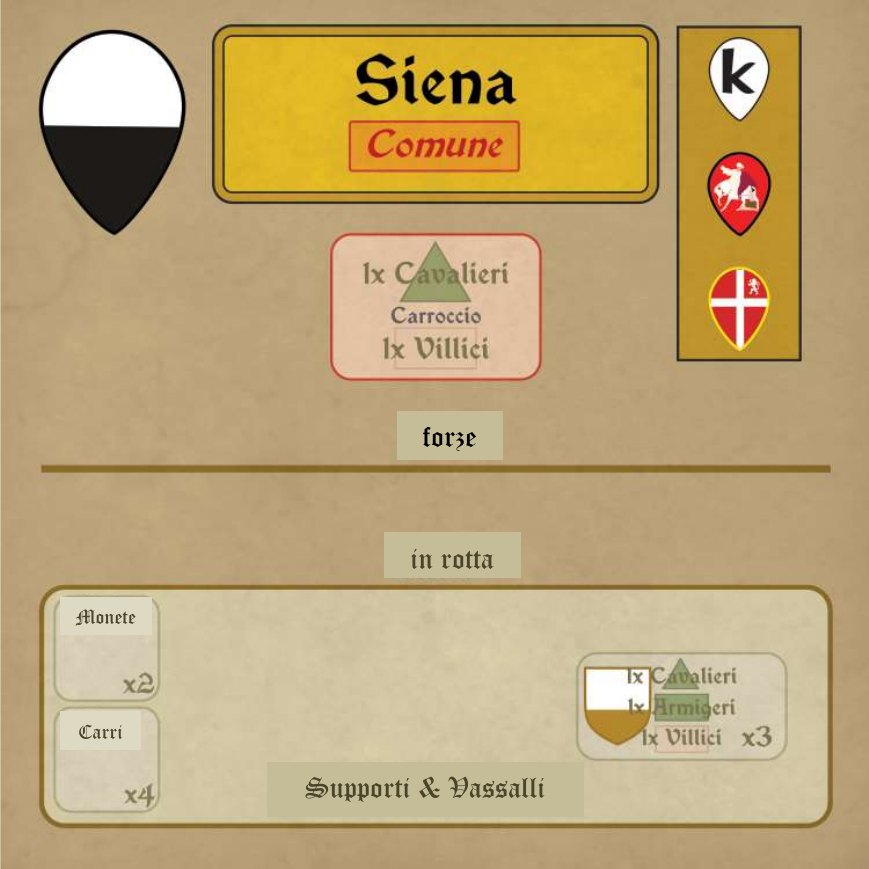 Siena
Comune
k
1x Cavalieri
Carroccio
1x Villici
forze
in rotta
Monete
x2
Carri
x4
1x Cavalieri
1x Armigeri
1x Villici x3
Supporti & Vassalli